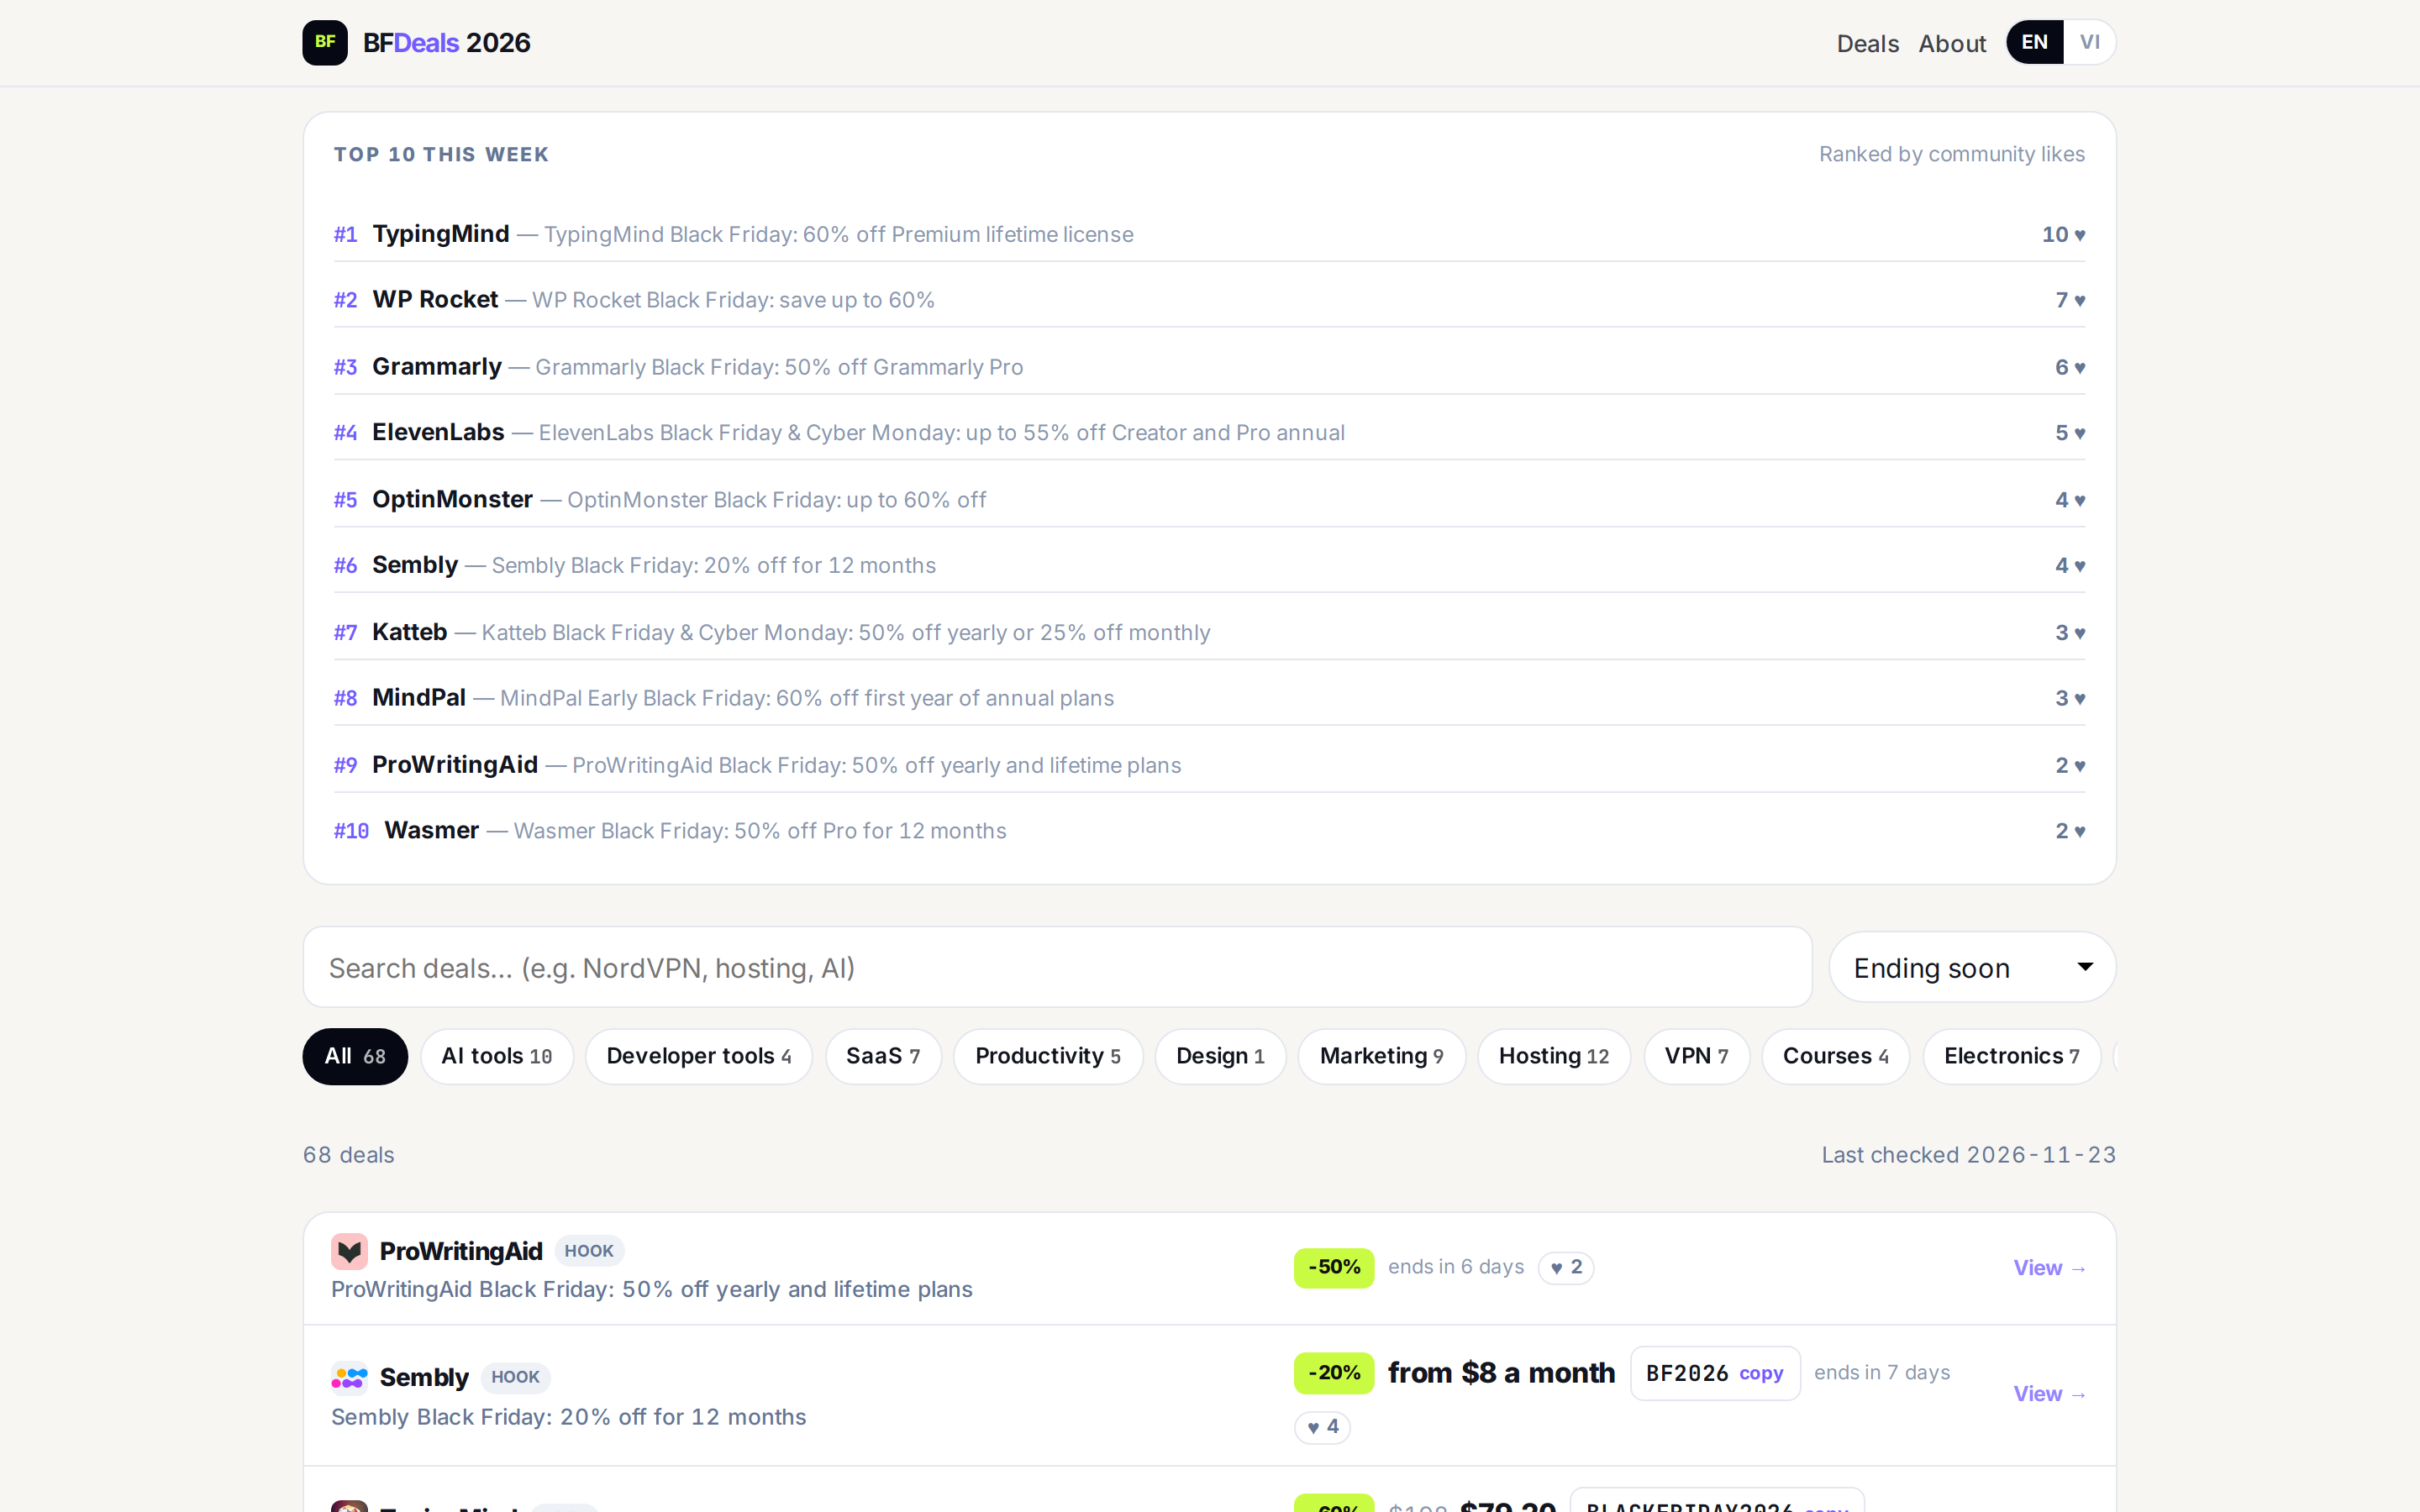 BF BFDeals 2026 Deals About EN VI
TOP 10 THIS WEEK Ranked by community likes
#1 TypingMind — TypingMind Black Friday: 60% off Premium lifetime license 10 ♥
#2 WP Rocket — WP Rocket Black Friday: save up to 60% 7 ♥
#3 Grammarly — Grammarly Black Friday: 50% off Grammarly Pro 6 ♥
#4 ElevenLabs — ElevenLabs Black Friday & Cyber Monday: up to 55% off Creator and Pro annual 5 ♥
#5 OptinMonster — OptinMonster Black Friday: up to 60% off 4 ♥
#6 Sembly — Sembly Black Friday: 20% off for 12 months 4 ♥
#7 Katteb — Katteb Black Friday & Cyber Monday: 50% off yearly or 25% off monthly 3 ♥
#8 MindPal — MindPal Early Black Friday: 60% off first year of annual plans 3 ♥
#9 ProWritingAid — ProWritingAid Black Friday: 50% off yearly and lifetime plans 2 ♥
#10 Wasmer — Wasmer Black Friday: 50% off Pro for 12 months 2 ♥
Search deals... (e.g. NordVPN, hosting, AI) Ending soon
All 68 AI tools 10 Developer tools 4 SaaS 7 Productivity 5 Design 1 Marketing 9 Hosting 12 VPN 7 Courses 4 Electronics 7
68 deals Last checked 2026-11-23
ProWritingAid HOOK
ProWritingAid Black Friday: 50% off yearly and lifetime plans
-50% ends in 6 days ♥ 2 View →
Sembly HOOK
Sembly Black Friday: 20% off for 12 months
-20% from $8 a month BF2026 copy ends in 7 days
♥ 4
View →
-60% $198 $79.20 BLACKFRIDAY2026 copy